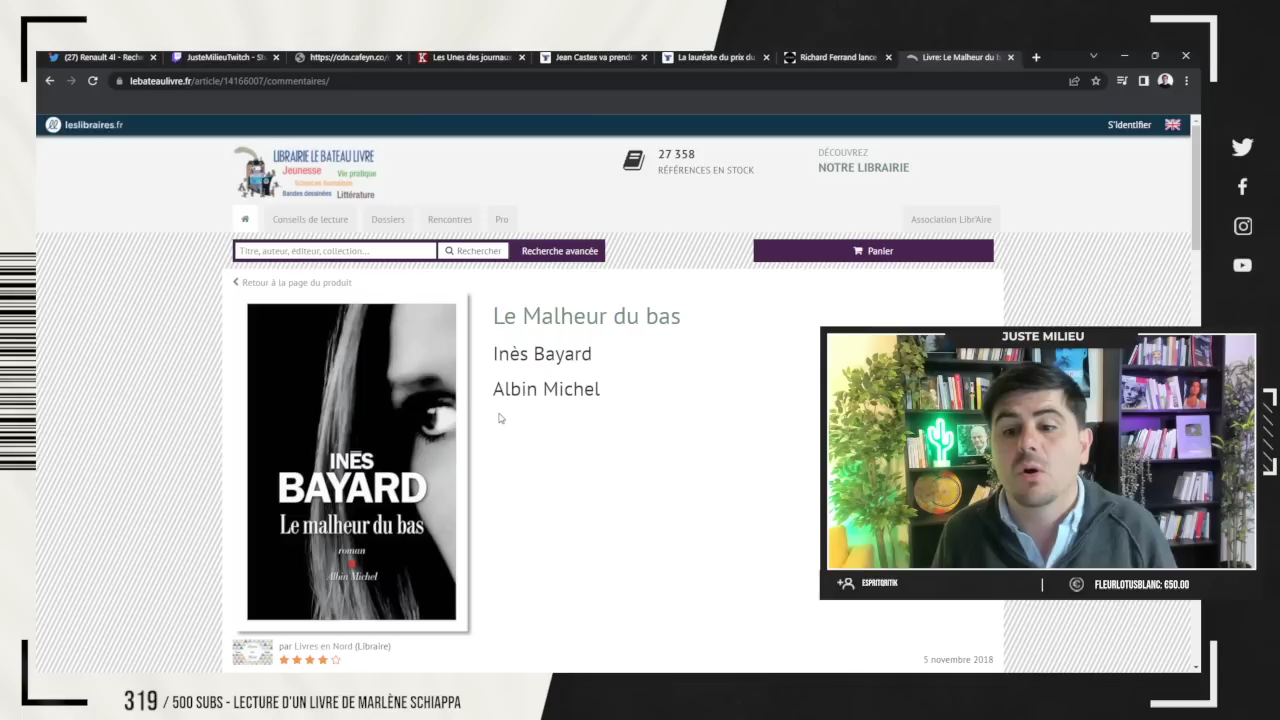 (27) Renault 4l - Reche
JusteMilieuTwitch - St
https://cdn.cafeyn.co/
Les Unes des journau
Jean Castex va prend
La lauréate du prix du
Richard Ferrand lance
Livre: Le Malheur du b
lebateaulivre.fr/article/14166007/commentaires/
leslibraires.fr
S'identifier
LIBRAIRIE LE BATEAU LIVRE
Jeunesse
Vie pratique
Sciences humaines
Bandes dessinées
Littérature
27 358
RÉFÉRENCES EN STOCK
DÉCOUVREZ
NOTRE LIBRAIRIE
Conseils de lecture
Dossiers
Rencontres
Pro
Association Libr'Aire
Titre, auteur, éditeur, collection...
Rechercher
Recherche avancée
Panier
Retour à la page du produit
INÈS
BAYARD
Le malheur du bas
roman
Albin Michel
Le Malheur du bas
Inès Bayard
Albin Michel
par Livres en Nord (Libraire)
5 novembre 2018
JUSTE MILIEU
ESPRITQRITIK
FLEURLOTUSBLANC: €50.00
319 / 500 SUBS - LECTURE D'UN LIVRE DE MARLÈNE SCHIAPPA